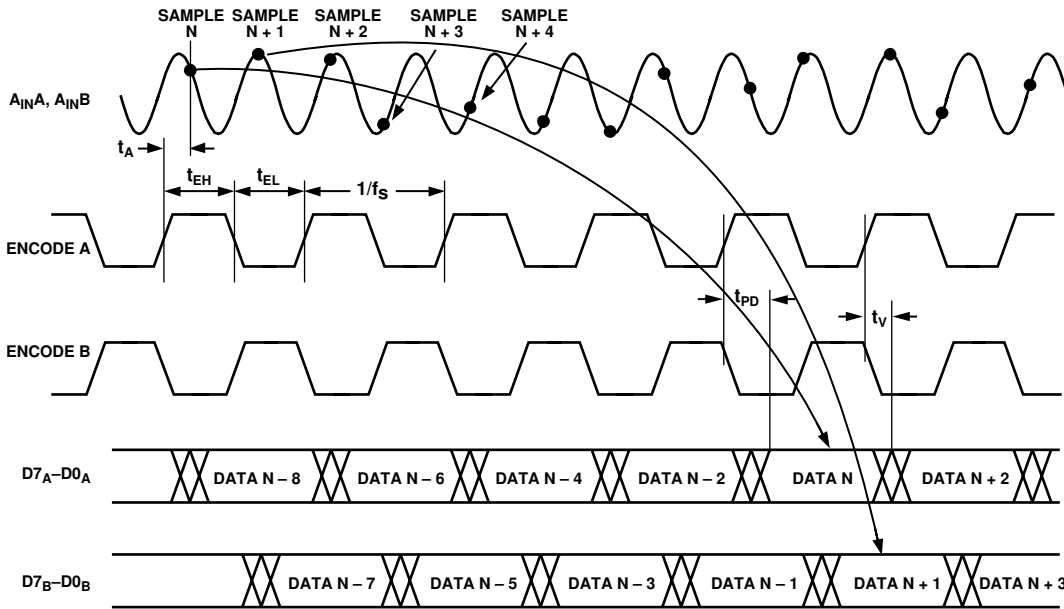 SAMPLE N
SAMPLE N + 1
SAMPLE N + 2
SAMPLE N + 3
SAMPLE N + 4
AINA, AINB
tA
tEH
tEL
1/fS
ENCODE A
tPD
tV
ENCODE B
D7A–D0A
DATA N – 8
DATA N – 6
DATA N – 4
DATA N – 2
DATA N
DATA N + 2
D7B–D0B
DATA N – 7
DATA N – 5
DATA N – 3
DATA N – 1
DATA N + 1
DATA N + 3